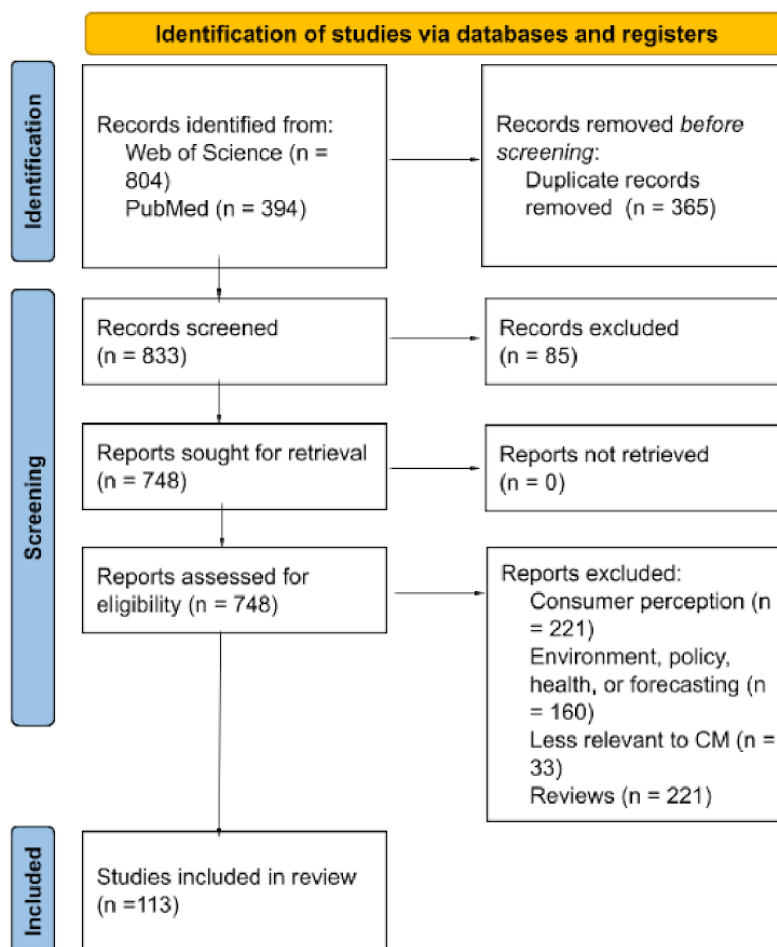 Identification of studies via databases and registers
Identification
Records identified from:
Web of Science (n =
804)
PubMed (n = 394)
Records removed before
screening:
Duplicate records
removed (n = 365)
Screening
Records screened
(n = 833)
Records excluded
(n = 85)
Reports sought for retrieval
(n = 748)
Reports not retrieved
(n = 0)
Reports assessed for
eligibility (n = 748)
Reports excluded:
Consumer perception (n
= 221)
Environment, policy,
health, or forecasting (n
= 160)
Less relevant to CM (n =
33)
Reviews (n = 221)
Included
Studies included in review
(n =113)